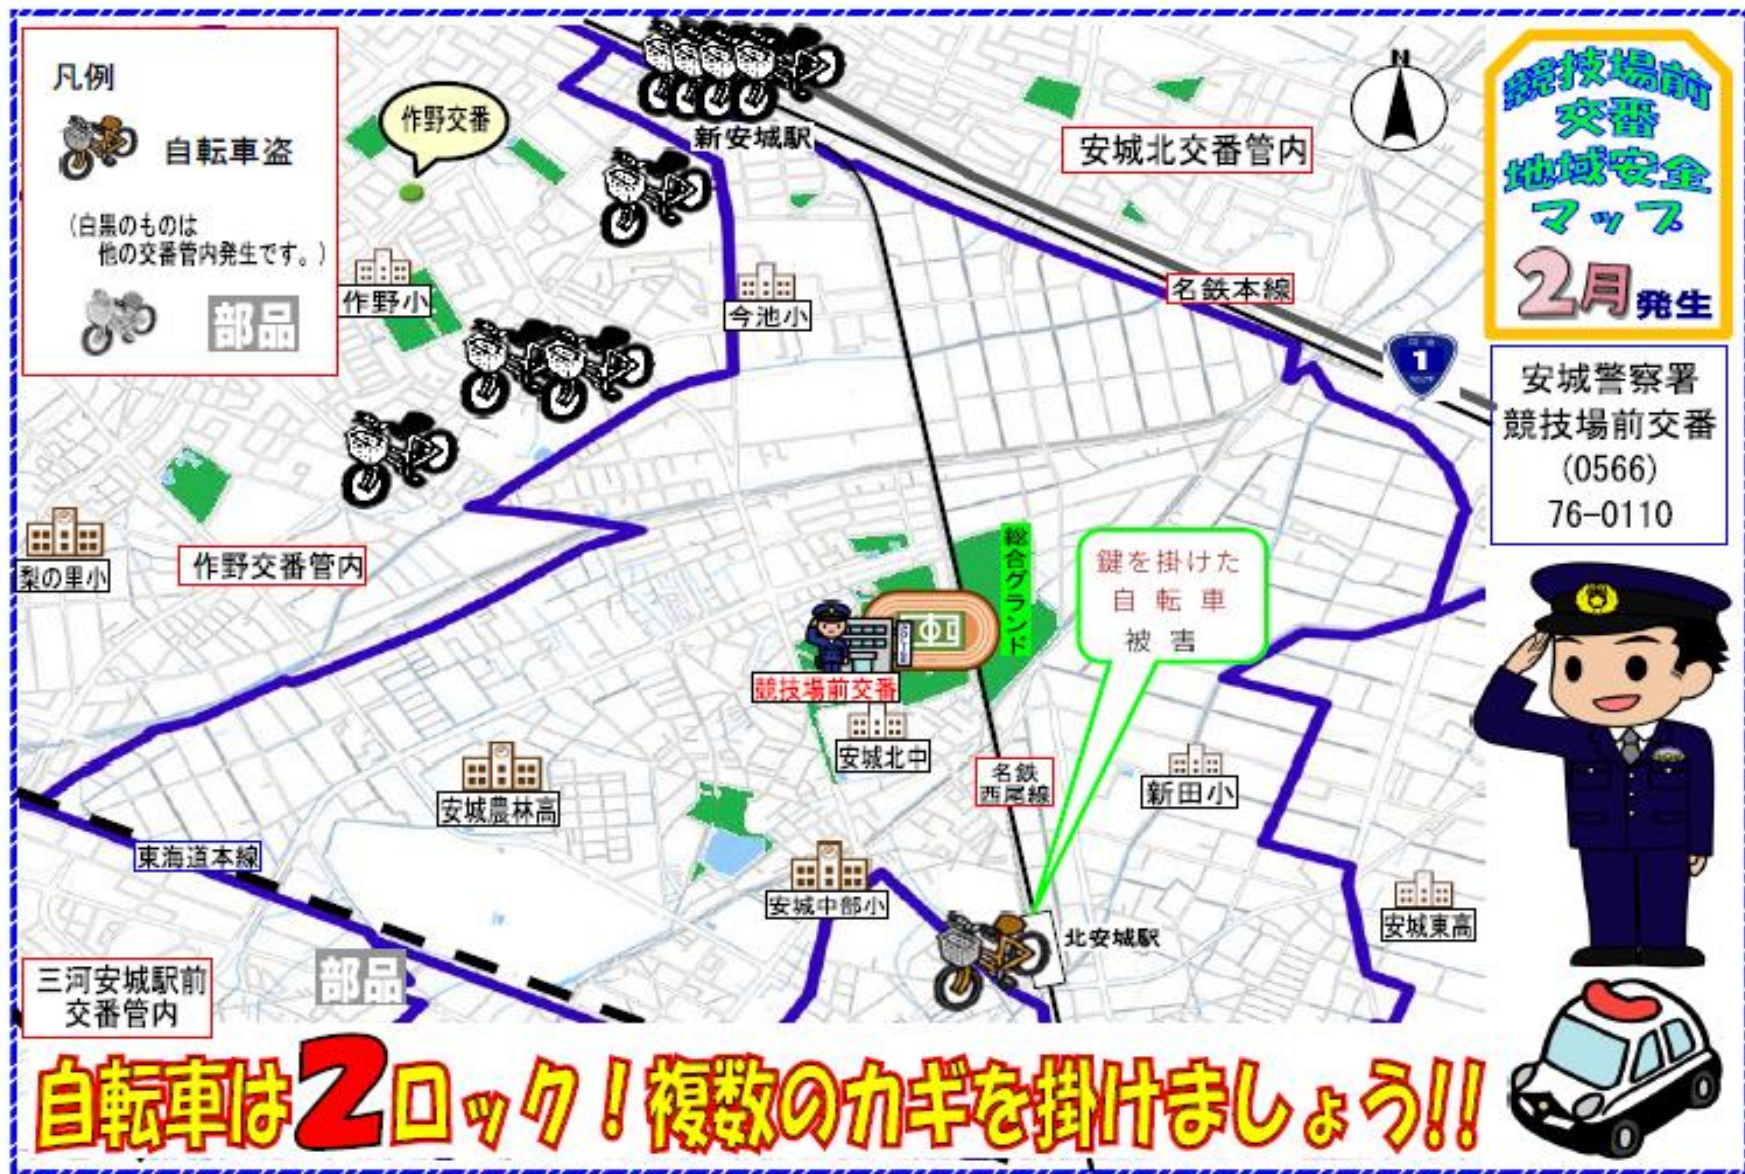 凡例
自転車盗
(白黒のものは
他の交番管内発生です。)
部品
作野交番
新安城駅
安城北交番管内
N
競技場前
交番
地域安全
マップ
2月発生
作野小
今池小
名鉄本線
1
安城警察署
競技場前交番
(0566)
76-0110
梨の里小
作野交番管内
総合グランド
鍵を掛けた
自転車
被害
競技場前交番
安城北中
名鉄
西尾線
新田小
安城農林高
東海道本線
安城中部小
安城東高
北安城駅
三河安城駅前
交番管内
部品
自転車は2ロック!複数のカギを掛けましょう!!